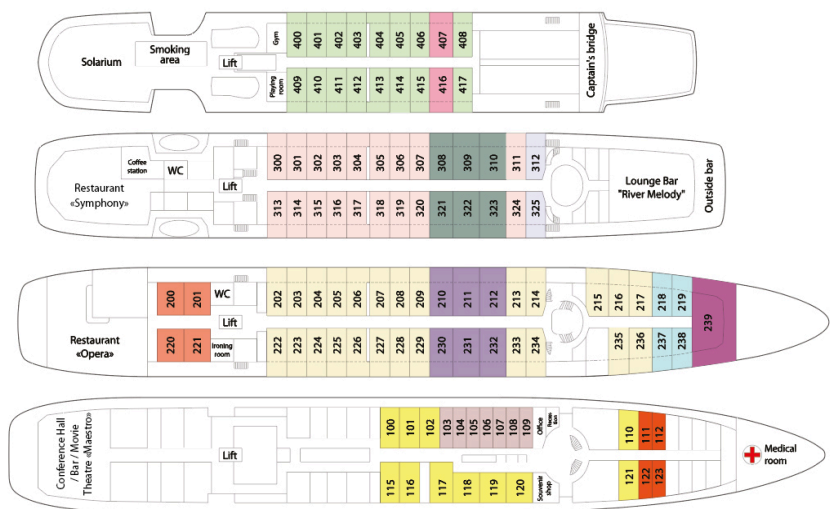 Solarium
Smoking
area
Lift
Gym
400 401 402 403 404 405 406 407 408
Playing
room
409 410 411 412 413 414 415 416 417
Captain's bridge
Restaurant
«Symphony»
Coffee
station
WC
Lift
300 301 302 303 304 305 306 307 308 309 310 311 312
313 314 315 316 317 318 319 320 321 322 323 324 325
Lounge Bar
"River Melody"
Outside bar
Restaurant
«Opera»
200 201
WC
Lift
220 221
Ironing
room
202 203 204 205 206 207 208 209 210 211 212 213 214
222 223 224 225 226 227 228 229 230 231 232 233 234
215 216 217 218 219
235 236 237 238
239
Conference Hall
/ Bar / Movie
Theatre «Maestro»
Lift
100 101 102 103 104 105 106 107 108 109
Office
Recep-
tion
115 116 117 118 119 120
Souvenir
shop
110 111 112
121 122 123
Medical
room